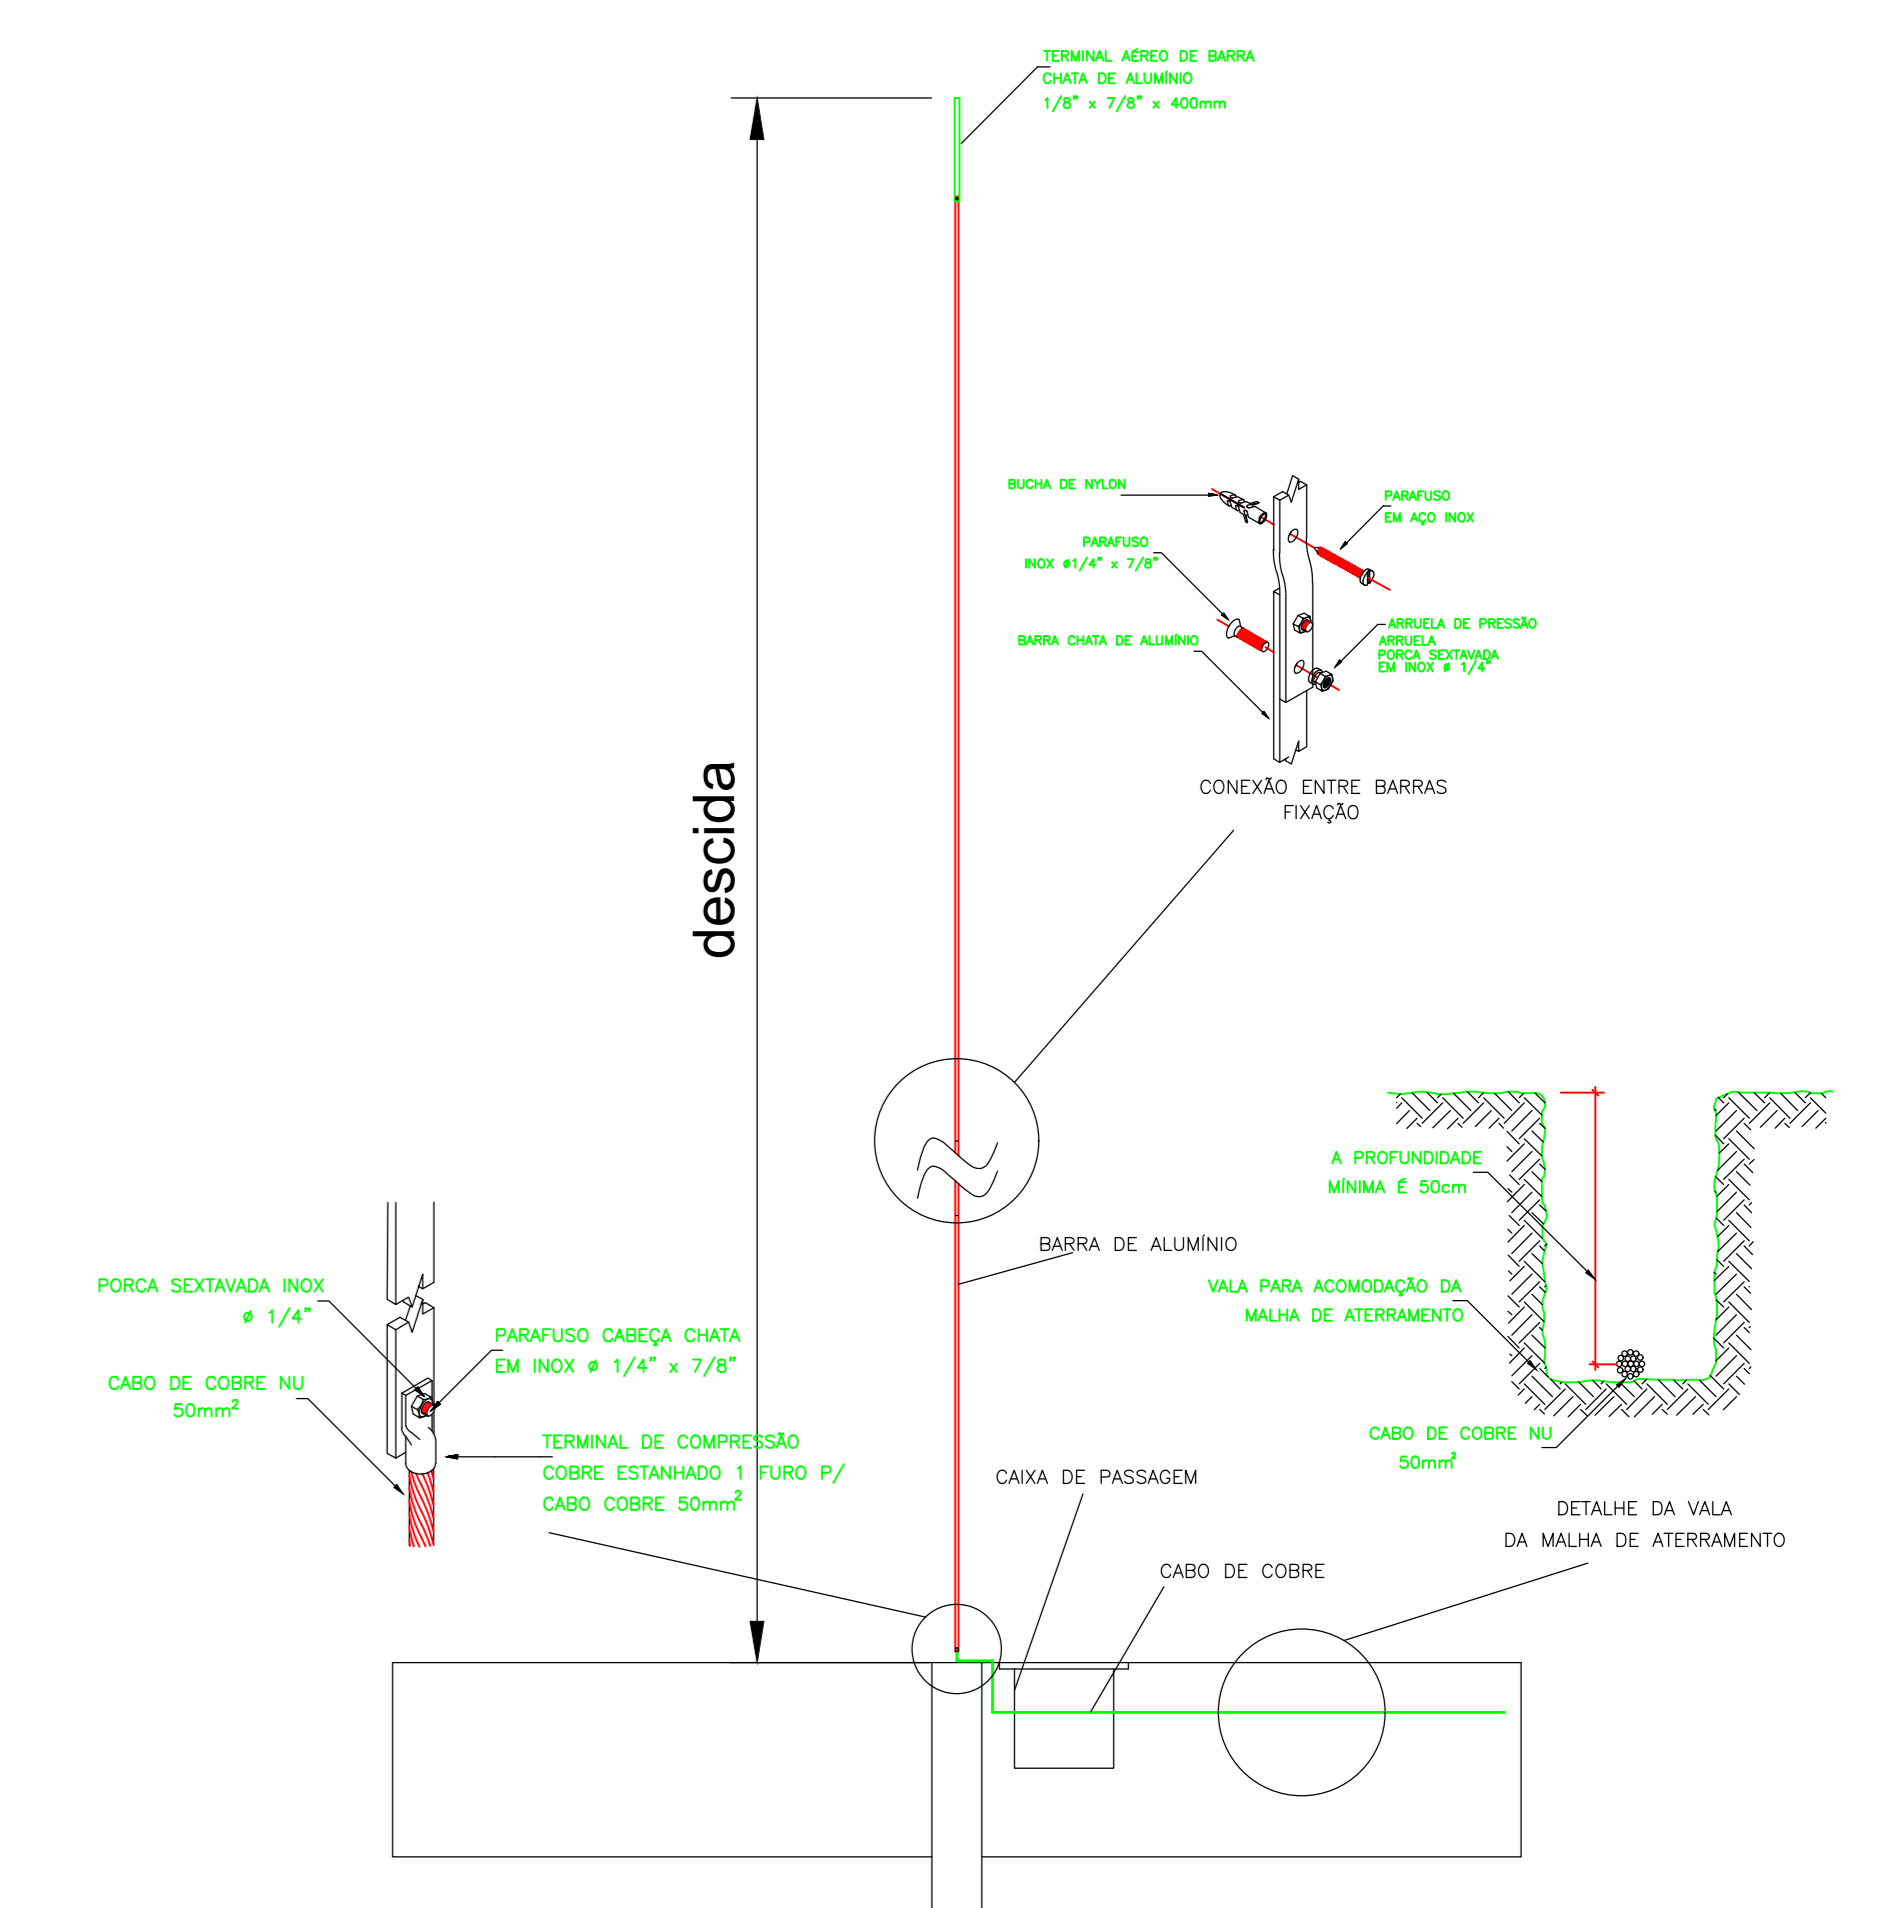 TERMINAL AÉREO DE BARRA
CHATA DE ALUMÍNIO
1/8" x 7/8" x 400mm
BUCHA DE NYLON
PARAFUSO
EM AÇO INOX
PARAFUSO
INOX ø1/4" x 7/8"
BARRA CHATA DE ALUMÍNIO
ARRUELA DE PRESSÃO
ARRUELA
PORCA SEXTAVADA
EM INOX ø 1/4"
CONEXÃO ENTRE BARRAS
FIXAÇÃO
descida
A PROFUNDIDADE
MÍNIMA É 50cm
BARRA DE ALUMÍNIO
VALA PARA ACOMODAÇÃO DA
MALHA DE ATERRAMENTO
PORCA SEXTAVADA INOX
ø 1/4"
PARAFUSO CABEÇA CHATA
EM INOX ø 1/4" x 7/8"
CABO DE COBRE NU
50mm²
TERMINAL DE COMPRESSÃO
COBRE ESTANHADO 1 FURO P/
CABO COBRE 50mm²
CABO DE COBRE NU
50mm²
CAIXA DE PASSAGEM
DETALHE DA VALA
DA MALHA DE ATERRAMENTO
CABO DE COBRE